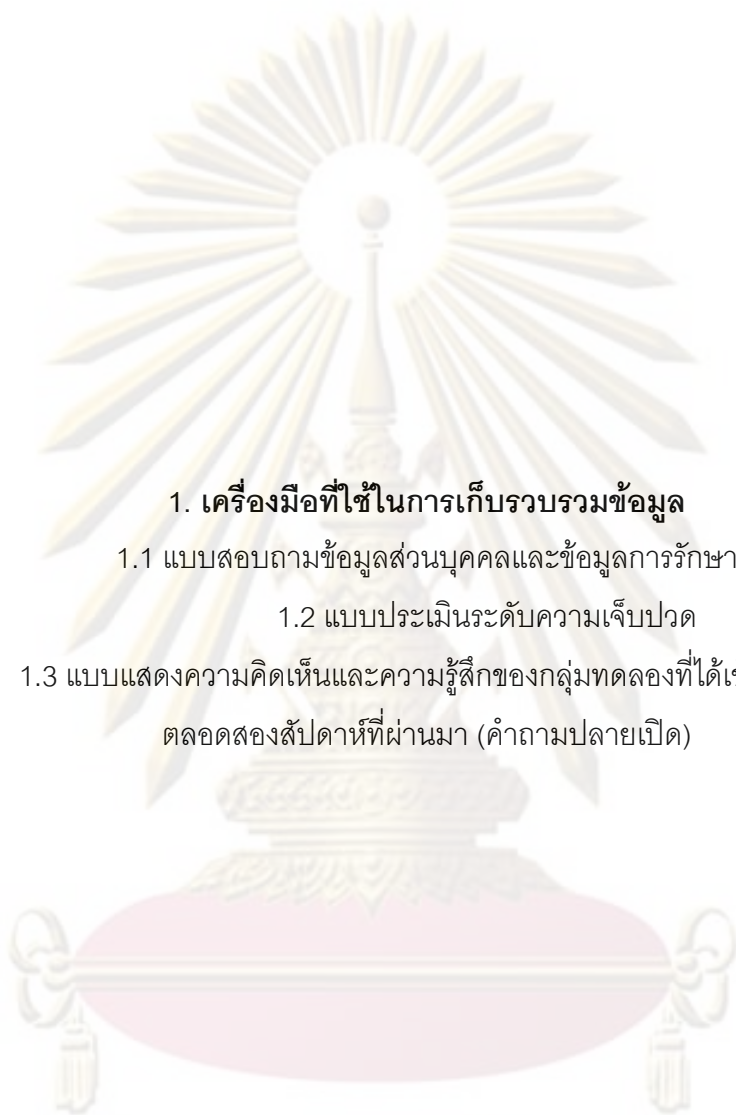 1. เครื่องมือที่ใช้ในการเก็บรวบรวมข้อมูล
1.1 แบบสอบถามข้อมูลส่วนบุคคลและข้อมูลการรักษา
1.2 แบบประเมินระดับความเจ็บปวด
1.3 แบบแสดงความคิดเห็นและความรู้สึกของกลุ่มทดลองที่ได้
ตลอดสองสัปดาห์ที่ผ่านมา (คำถามปลายเปิด)